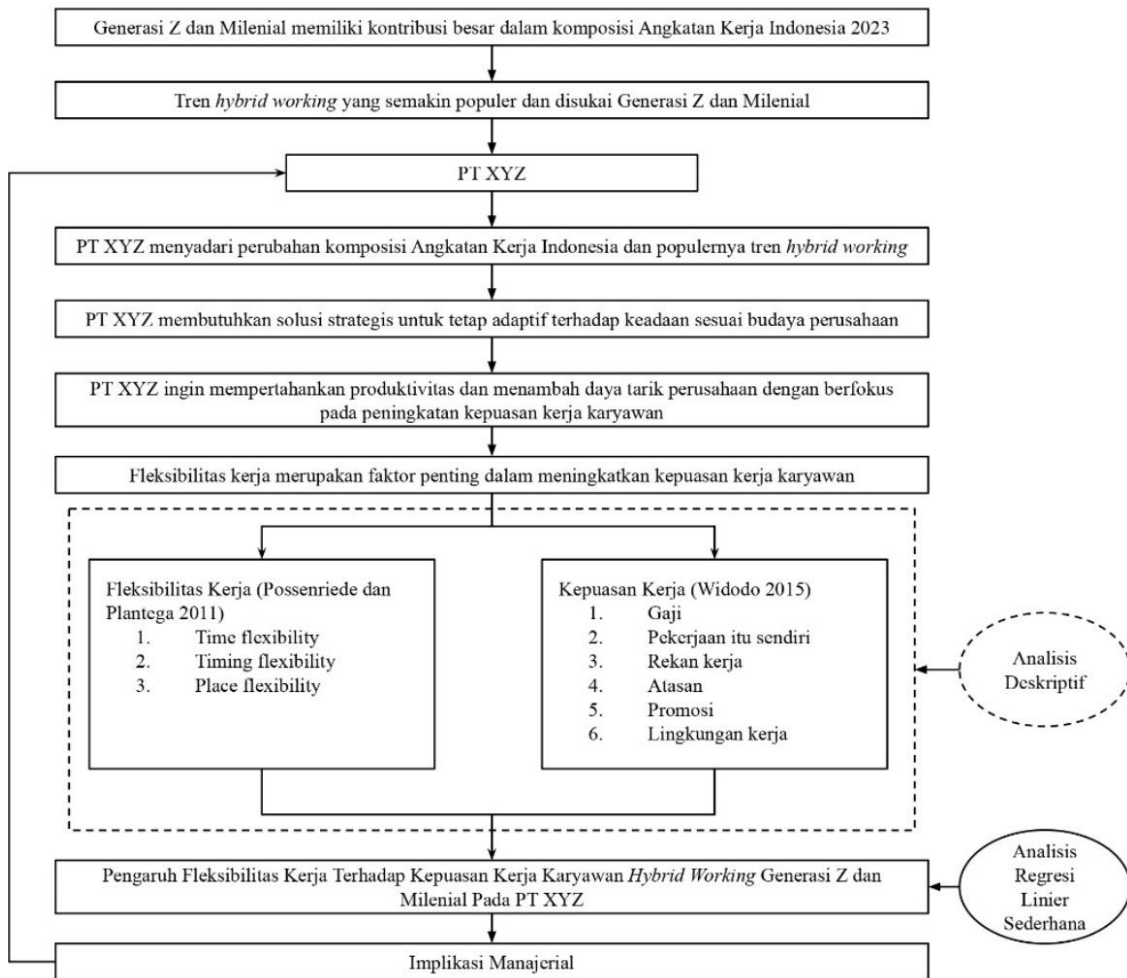 Generasi Z dan Milenial memiliki kontribusi besar dalam komposisi Angkatan Kerja Indonesia 2023
Tren hybrid working yang semakin populer dan disukai Generasi Z dan Milenial
PT XYZ
PT XYZ menyadari perubahan komposisi Angkatan Kerja Indonesia dan populernya tren hybrid working
PT XYZ membutuhkan solusi strategis untuk tetap adaptif terhadap keadaan sesuai budaya perusahaan
PT XYZ ingin mempertahankan produktivitas dan menambah daya tarik perusahaan dengan berfokus
pada peningkatan kepuasan kerja karyawan
Fleksibilitas kerja merupakan faktor penting dalam meningkatkan kepuasan kerja karyawan
Fleksibilitas Kerja (Possenriede dan
Plantega 2011)
1. Time flexibility
2. Timing flexibility
3. Place flexibility
Kepuasan Kerja (Widodo 2015)
1. Gaji
2. Pekerjaan itu sendiri
3. Rekan kerja
4. Atasan
5. Promosi
6. Lingkungan kerja
Analisis
Deskriptif
Pengaruh Fleksibilitas Kerja Terhadap Kepuasan Kerja Karyawan Hybrid Working Generasi Z dan
Milenial Pada PT XYZ
Analisis
Regresi
Linier
Sederhana
Implikasi Manajerial